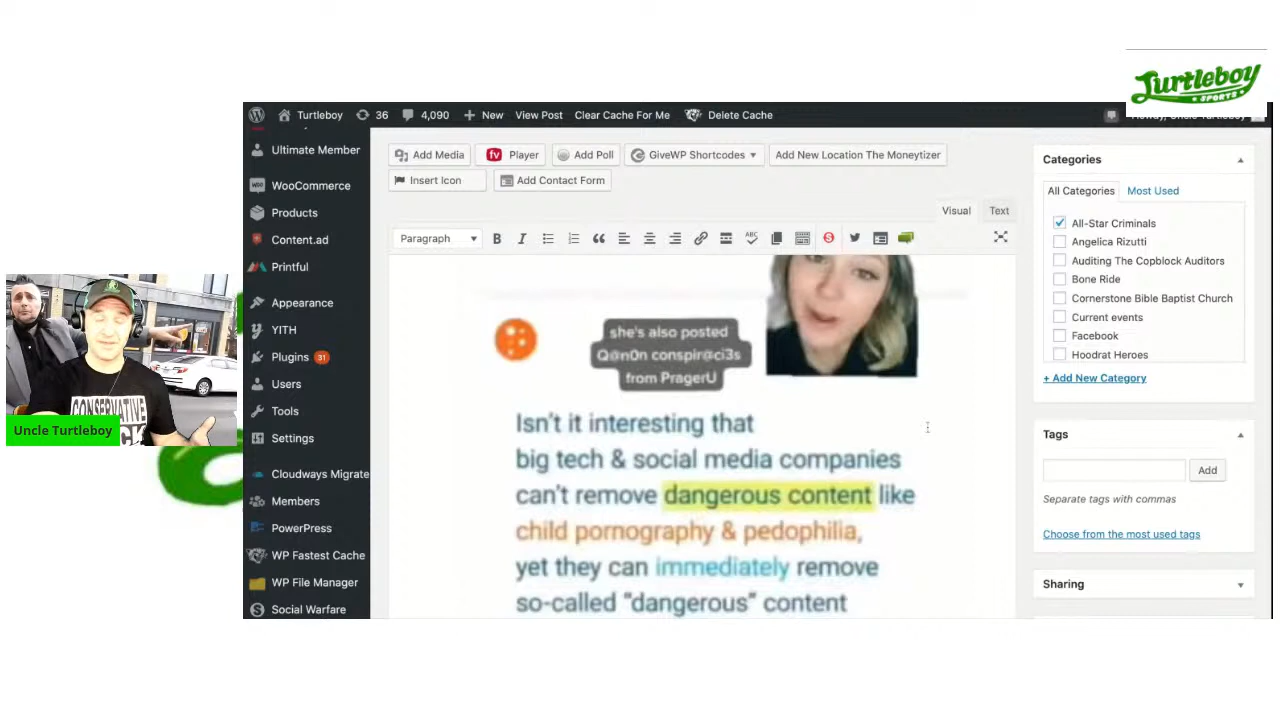 Turtleboy
SPORTS
Turtleboy 36 4,090 New View Post Clear Cache For Me Delete Cache
Ultimate Member
WooCommerce
Products
Content.ad
Printful
Appearance
YITH
Plugins 31
Users
Tools
Settings
Cloudways Migrate
Members
PowerPress
WP Fastest Cache
WP File Manager
Social Warfare
Add Media fv Player Add Poll GiveWP Shortcodes Add New Location The Moneytizer
Insert Icon Add Contact Form
Visual Text
Paragraph B I ABC
she's also posted
Q@n0n conspir@ci3s
from PragerU
Isn't it interesting that
big tech & social media companies
can't remove dangerous content like
child pornography & pedophilia,
yet they can immediately remove
so-called "dangerous" content
Categories
All Categories Most Used
All-Star Criminals
Angelica Rizutti
Auditing The Copblock Auditors
Bone Ride
Cornerstone Bible Baptist Church
Current events
Facebook
Hoodrat Heroes
+ Add New Category
Tags
Add
Separate tags with commas
Choose from the most used tags
Sharing
CONSERVATIVE
Uncle Turtleboy